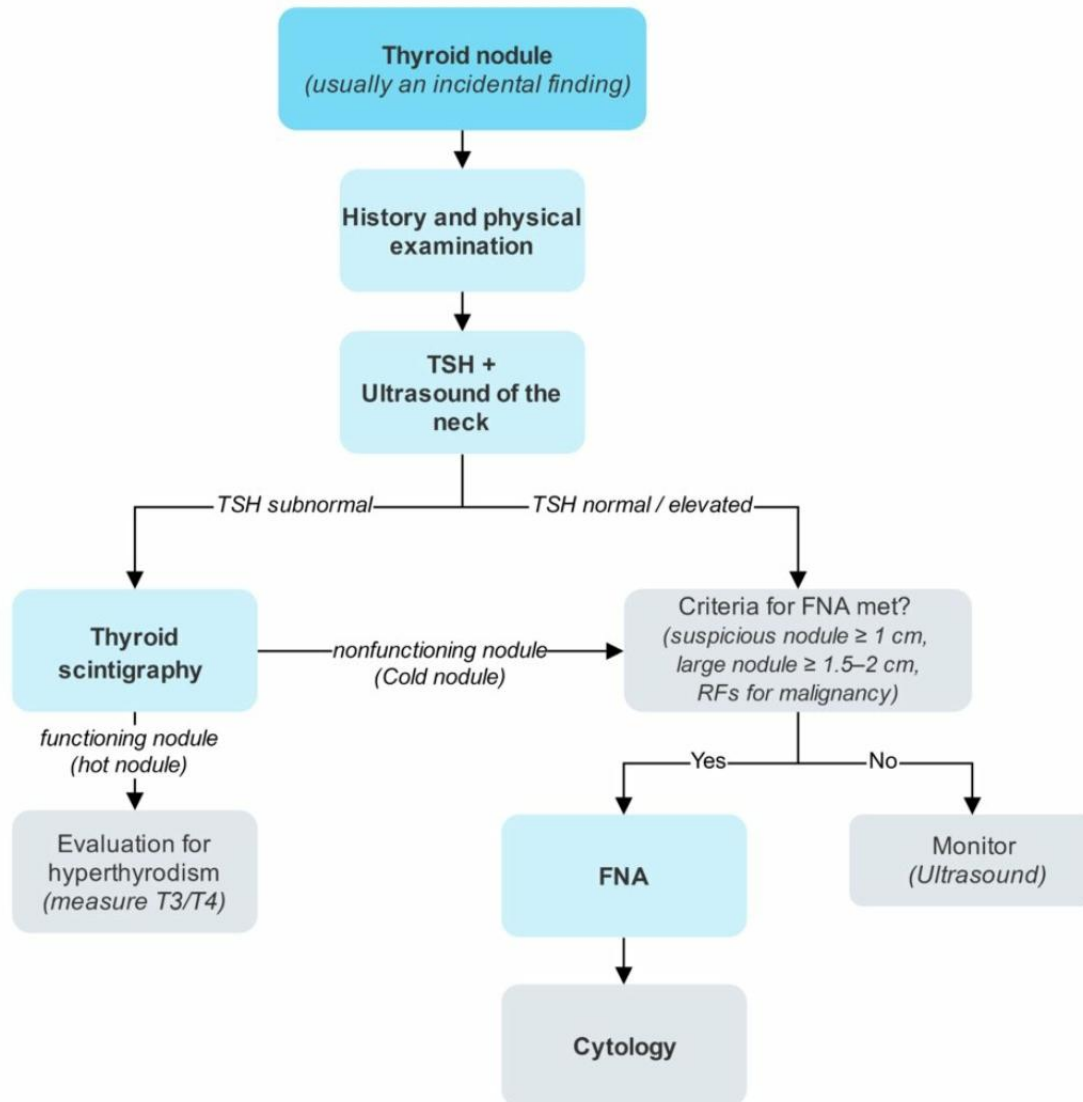 Thyroid nodule
(usually an incidental finding)
History and physical
examination
TSH +
Ultrasound of the
neck
TSH subnormal
TSH normal / elevated
Thyroid
scintigraphy
nonfunctioning nodule
(Cold nodule)
Criteria for FNA met?
(suspicious nodule ≥ 1 cm,
large nodule ≥ 1.5–2 cm,
RFs for malignancy)
functioning nodule
(hot nodule)
Yes
No
Evaluation for
hyperthyrodism
(measure T3/T4)
FNA
Monitor
(Ultrasound)
Cytology